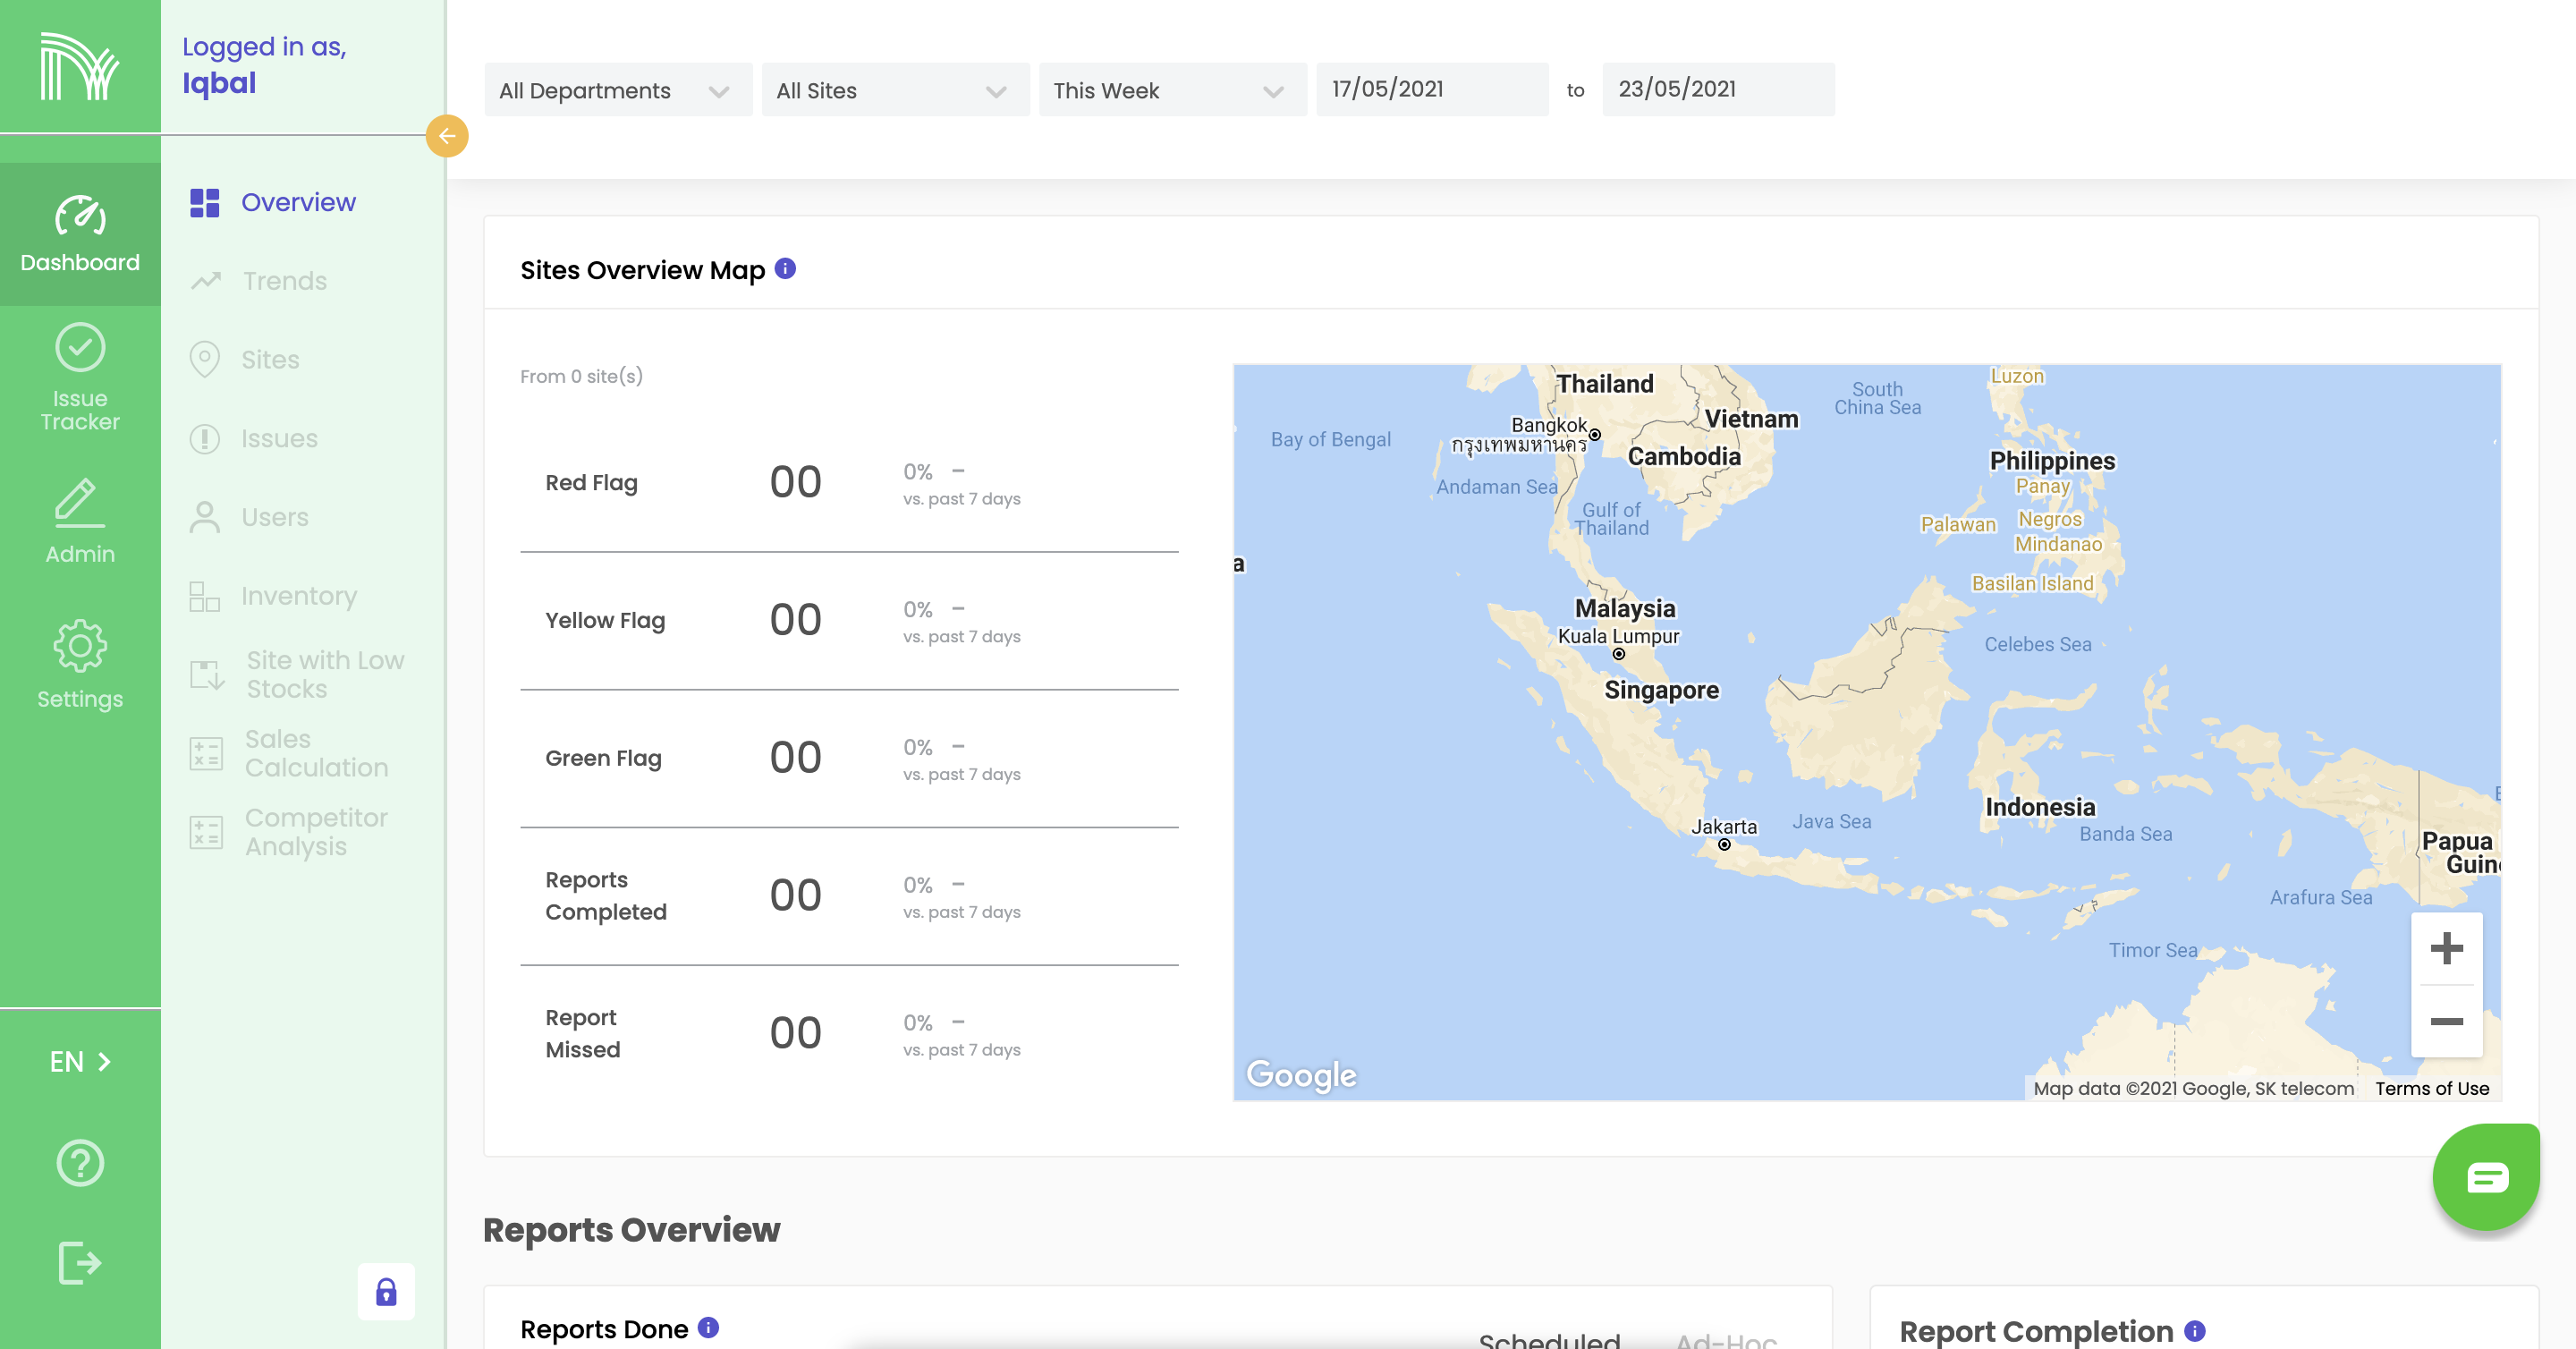 Logged in as,
Iqbal
Dashboard
Issue
Tracker
Admin
Settings
EN
Overview
Trends
Sites
Issues
Users
Inventory
Site with Low
Stocks
Sales
Calculation
Competitor
Analysis
All Departments
All Sites
This Week
17/05/2021
to
23/05/2021
Sites Overview Map
From 0 site(s)
Red Flag
00
0% –
vs. past 7 days
Yellow Flag
00
0% –
vs. past 7 days
Green Flag
00
0% –
vs. past 7 days
Reports
Completed
00
0% –
vs. past 7 days
Report
Missed
00
0% –
vs. past 7 days
Thailand
Luzon
South
China Sea
Vietnam
Bangkok
กรุงเทพมหานคร
Bay of Bengal
Cambodia
Philippines
Andaman Sea
Panay
Gulf of
Thailand
Palawan
Negros
Mindanao
a
Basilan Island
Malaysia
Kuala Lumpur
Celebes Sea
Singapore
Indonesia
Jakarta
Java Sea
Banda Sea
Papua
Guin
Arafura Sea
Timor Sea
Google
Map data ©2021 Google, SK telecom
Terms of Use
Reports Overview
Reports Done
Scheduled
Ad-Hoc
Report Completion